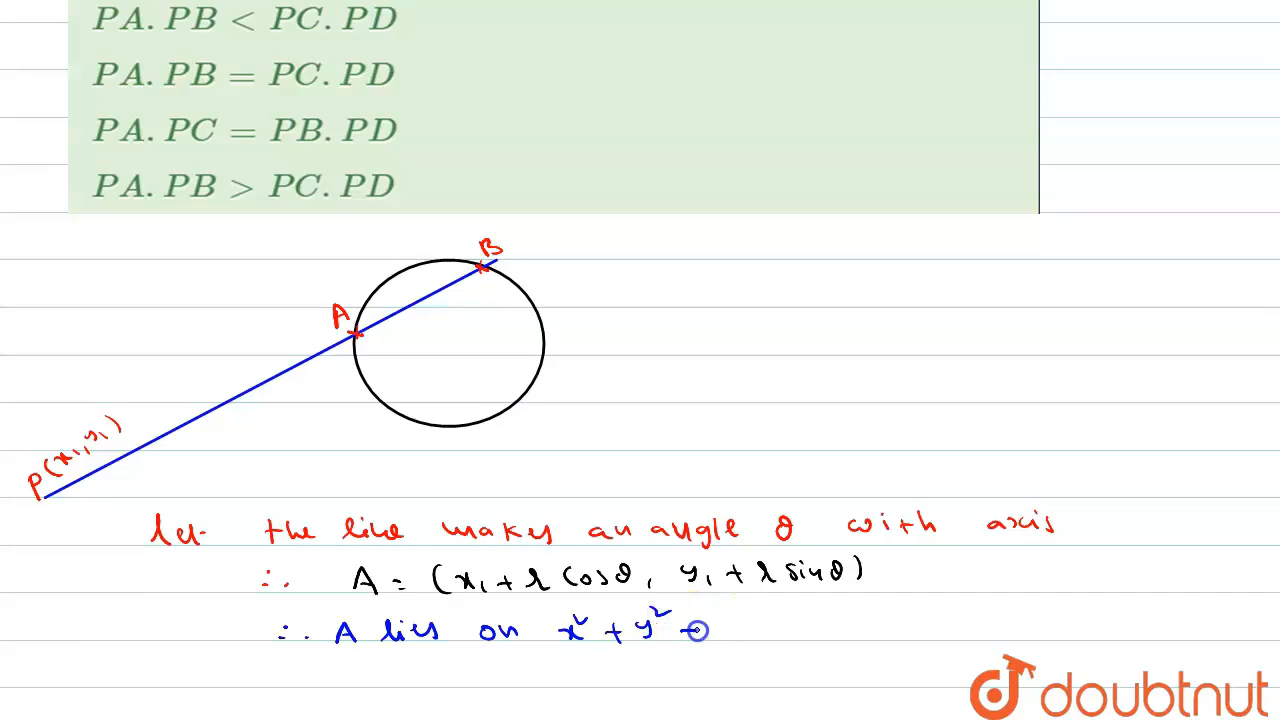 PA. PB < PC. PD
PA. PB = PC. PD
PA. PC = PB. PD
PA. PB > PC. PD
B
A
P(x₁,y₁)
Let the line makes an angle θ with axis
∴ A = (x₁ + r cosθ, y₁ + r sinθ)
∴ A lies on x² + y² -
doubtnut